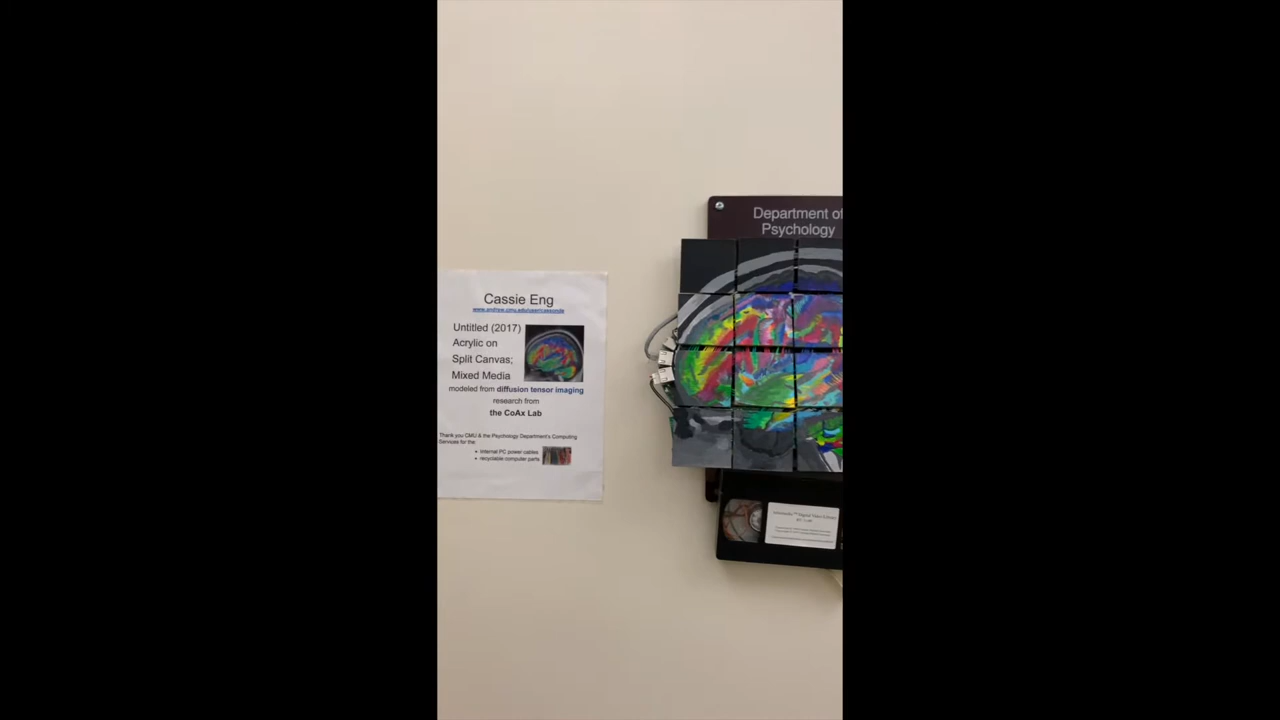 Cassie Eng
Untitled (2017)
Acrylic on
Split Canvas;
Mixed Media
modeled from diffusion tensor imaging
research from
the CoAx Lab
Thank you CMU & the Psychology Department's Computing
Services for the:
internal PC power cables
recyclable computer parts
Department of
Psychology